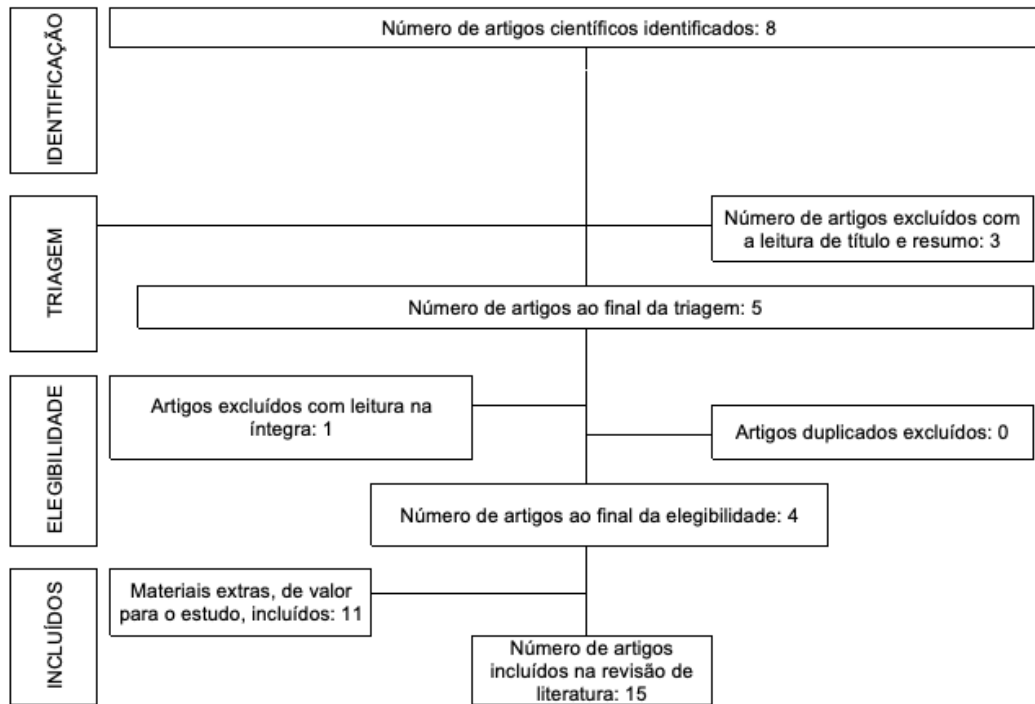 IDENTIFICAÇÃO
Número de artigos científicos identificados: 8
TRIAGEM
Número de artigos excluídos com
a leitura de título e resumo: 3
Número de artigos ao final da triagem: 5
ELEGIBILIDADE
Artigos excluídos com leitura na
íntegra: 1
Artigos duplicados excluídos: 0
Número de artigos ao final da elegibilidade: 4
INCLUÍDOS
Materiais extras, de valor
para o estudo, incluídos: 11
Número de artigos
incluídos na revisão de
literatura: 15